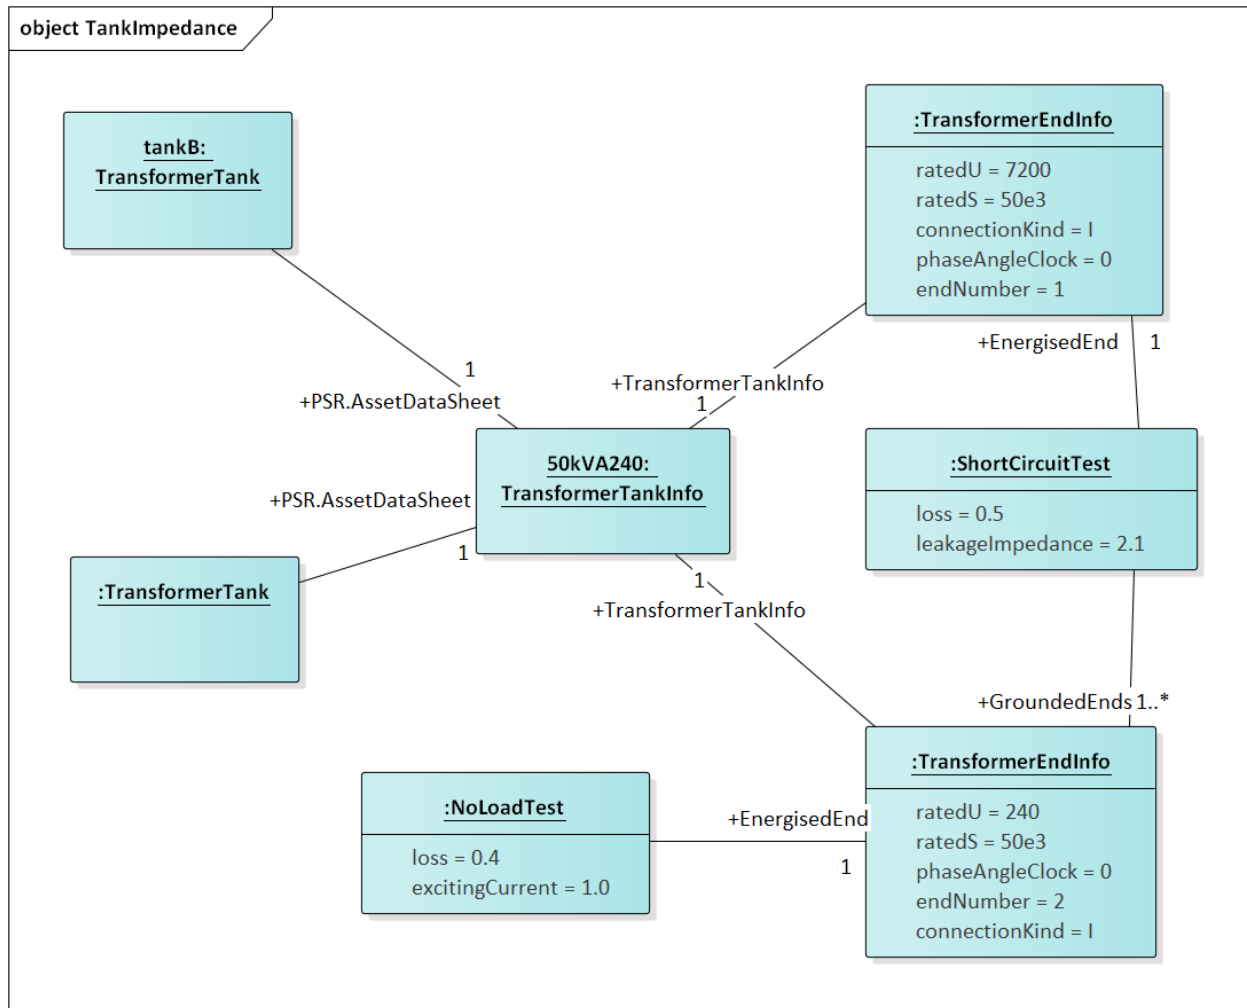 object TankImpedance
tankB:
TransformerTank
:TransformerEndInfo
ratedU = 7200
ratedS = 50e3
connectionKind = I
phaseAngleClock = 0
endNumber = 1
+EnergisedEnd
1
1
+PSR.AssetDataSheet
+TransformerTankInfo
1
50kVA240:
TransformerTankInfo
:ShortCircuitTest
loss = 0.5
leakageImpedance = 2.1
+PSR.AssetDataSheet
1
:TransformerTank
1
+TransformerTankInfo
+GroundedEnds
1..*
:TransformerEndInfo
ratedU = 240
ratedS = 50e3
phaseAngleClock = 0
endNumber = 2
connectionKind = I
:NoLoadTest
loss = 0.4
excitingCurrent = 1.0
+EnergisedEnd
1